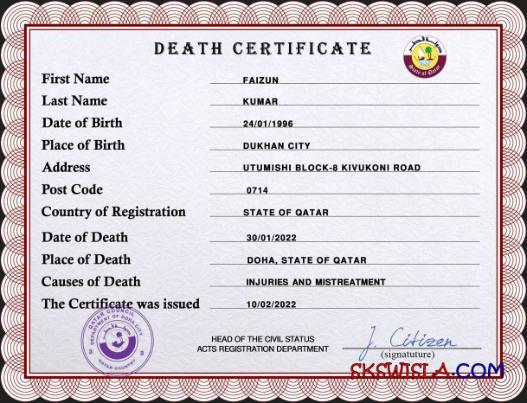 DEATH CERTIFICATE
State of Qatar
First Name FAIZUN
Last Name KUMAR
Date of Birth 24/01/1996
Place of Birth DUKHAN CITY
Address UTUMISHI BLOCK-8 KIVUKONI ROAD
Post Code 0714
Country of Registration STATE OF QATAR
Date of Death 30/01/2022
Place of Death DOHA, STATE OF QATAR
Causes of Death INJURIES AND MISTREATMENT
The Certificate was issued 10/02/2022
QATAR COUNCIL
DEPARTMENT OF DOHA CITY
HEAD OF THE CIVIL STATUS
ACTS REGISTRATION DEPARTMENT
J. Citizen
(signatuture)
SKSWISLA.COM